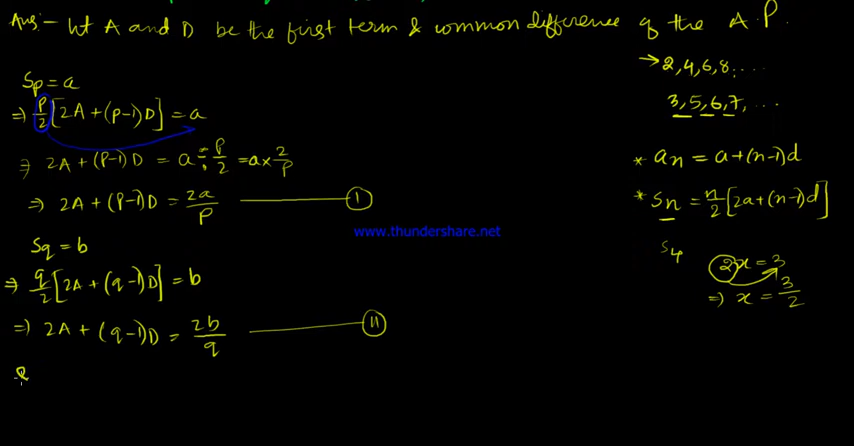 Ans:- Let A and D be the first term & common difference of the A.P.
Sp = a
⇒ P/2 [2A + (P-1)D] = a
⇒ 2A + (P-1)D = a ÷ P/2 = a × 2/P
⇒ 2A + (P-1)D = 2a/P ——— (I)
Sq = b
⇒ q/2 [2A + (q-1)D] = b
⇒ 2A + (q-1)D = 2b/q ——— (II)
→ 2, 4, 6, 8, ....
3, 5, 6, 7, ...
* an = a + (n-1)d
* Sn = n/2 [2a + (n-1)d]
2x = 3
⇒ x = 3/2
www.thundershare.net